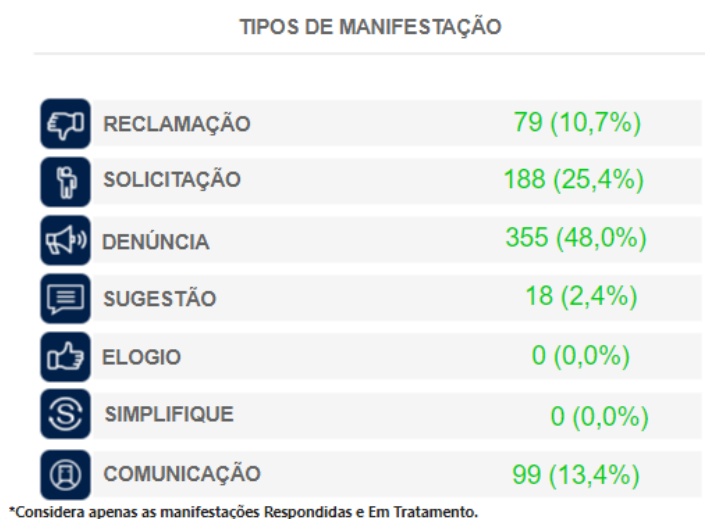 TIPOS DE MANIFESTAÇÃO
RECLAMAÇÃO 79 (10,7%)
SOLICITAÇÃO 188 (25,4%)
DENÚNCIA 355 (48,0%)
SUGESTÃO 18 (2,4%)
ELOGIO 0 (0,0%)
SIMPLIFIQUE 0 (0,0%)
COMUNICAÇÃO 99 (13,4%)
*Considera apenas as manifestações Respondidas e Em Tratamento.